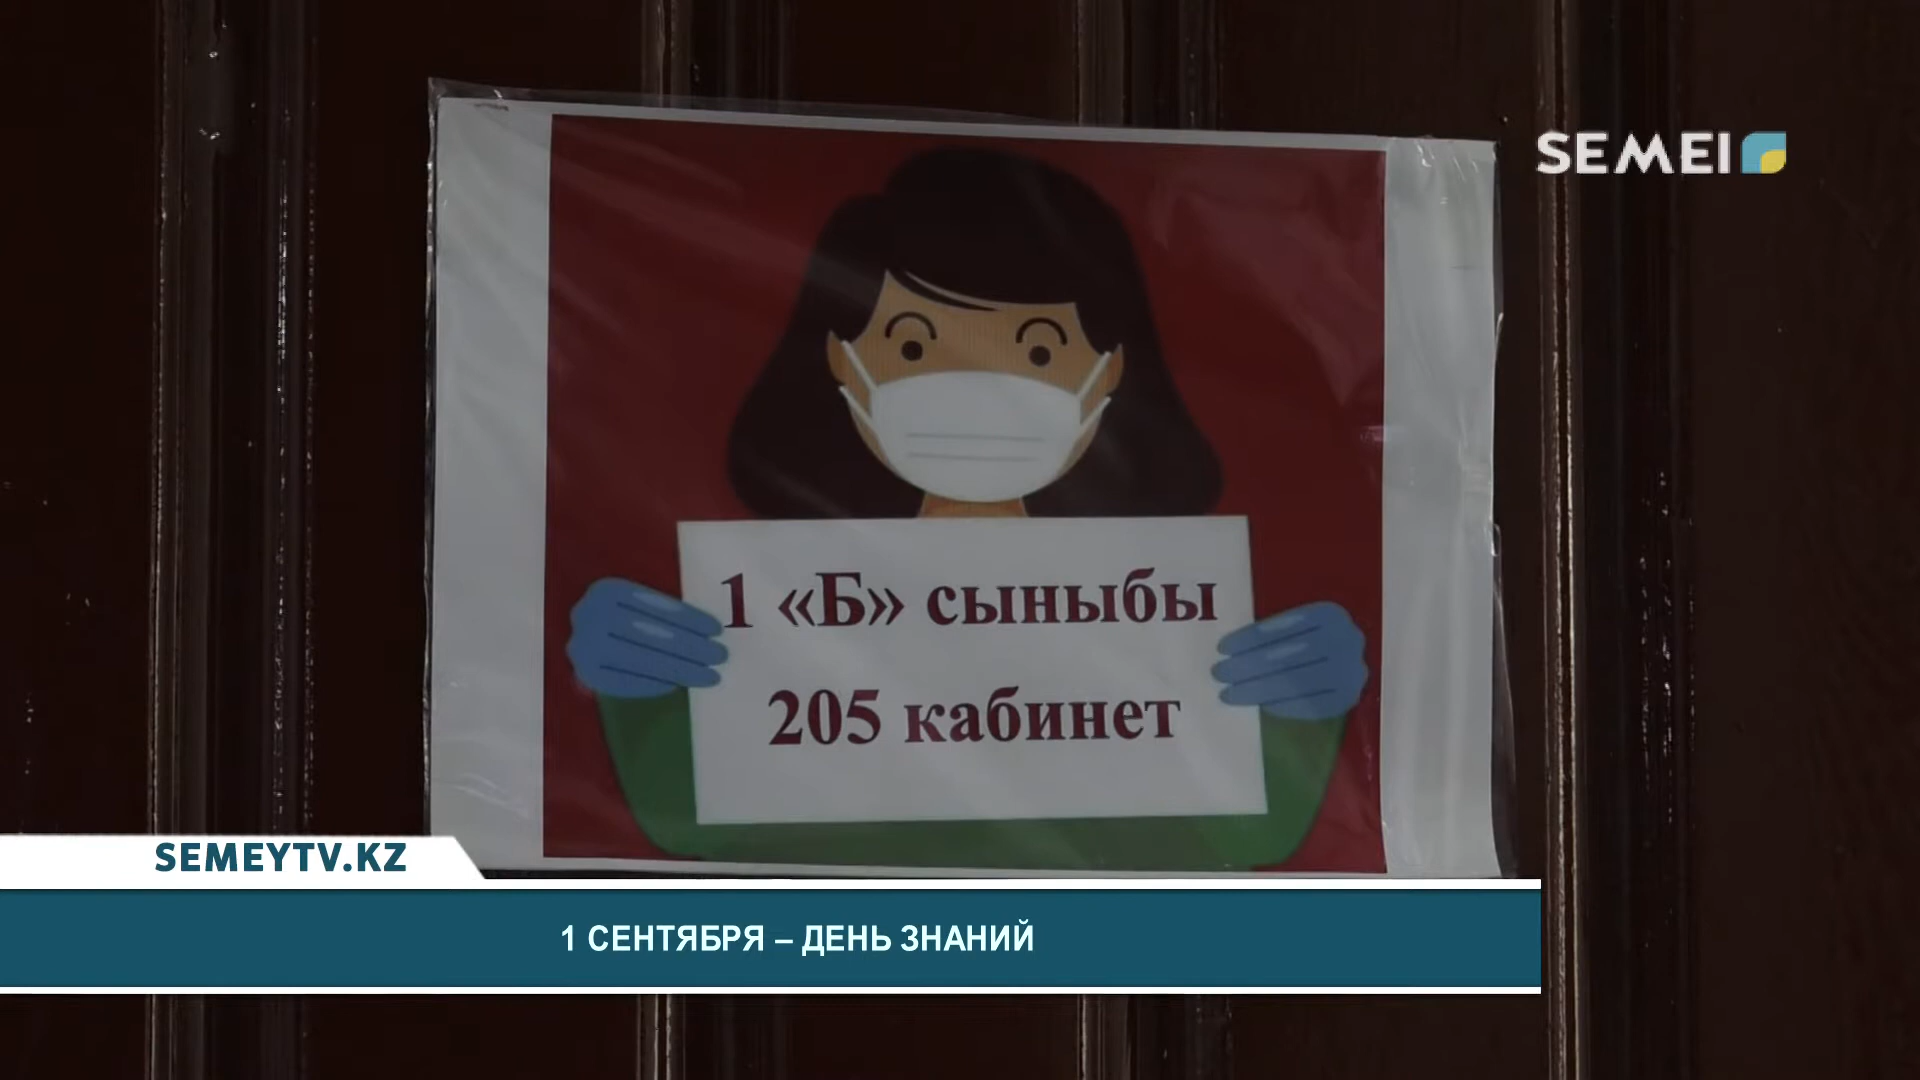 SEMEI
1 «Б» сыныбы
205 кабинет
SEMEYTV.KZ
1 СЕНТЯБРЯ – ДЕНЬ ЗНАНИЙ